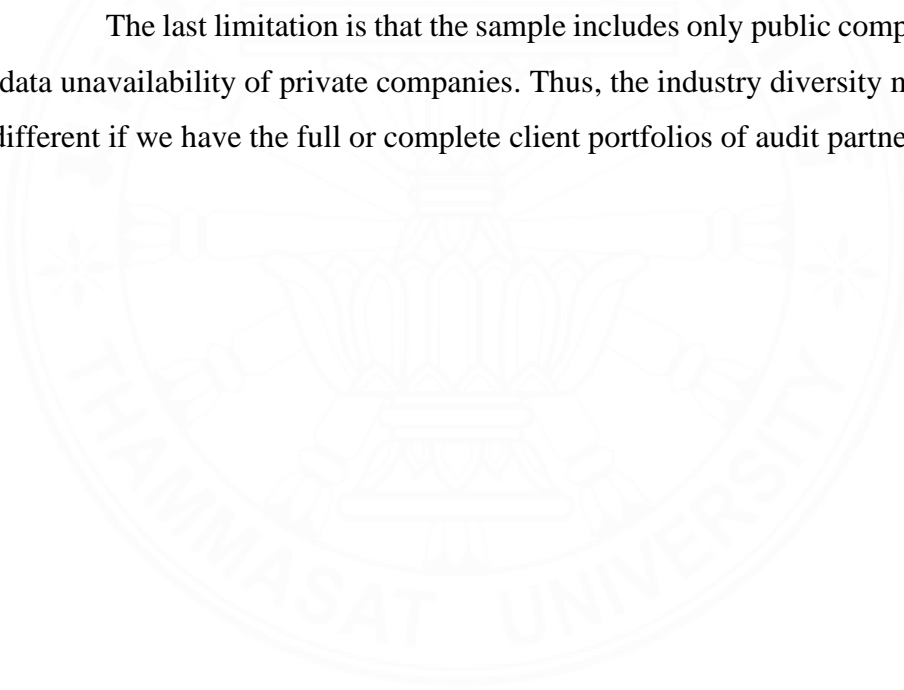 The last limitation is that the sample includes only public
data unavailability of private companies. Thus, the industry diversity
different if we have the full or complete client portfolios of audit
THAMMASAT UNIVERSITY